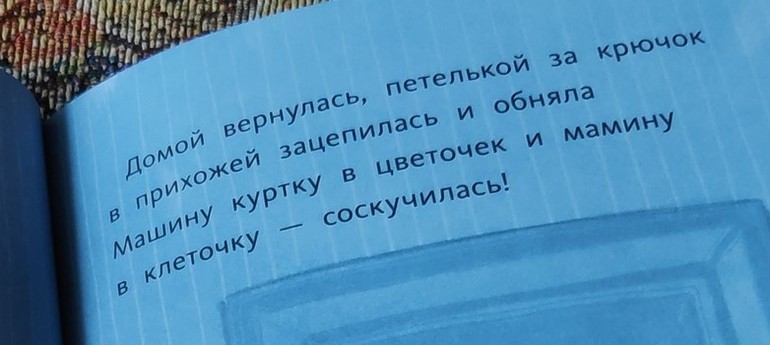 Домой вернулась, петелькой за крючок
в прихожей зацепилась и обняла
Машину куртку в цветочек и мамину
в клеточку — соскучилась!